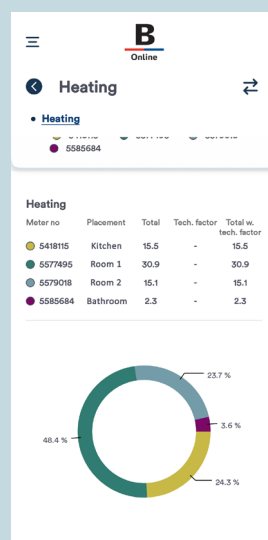 B
Online
Heating
Heating
5585684
Heating
Meter no Placement Total Tech. factor Total w. tech. factor
5418115 Kitchen 15.5 - 15.5
5577495 Room 1 30.9 - 30.9
5579018 Room 2 15.1 - 15.1
5585684 Bathroom 2.3 - 2.3
23.7 %
3.6 %
48.4 %
24.3 %